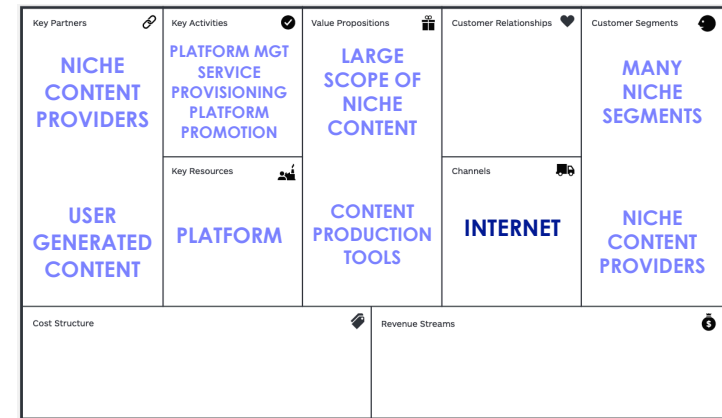 Key Partners
NICHE
CONTENT
PROVIDERS
USER
GENERATED
CONTENT
Key Activities
PLATFORM MGT
SERVICE
PROVISIONING
PLATFORM
PROMOTION
Key Resources
PLATFORM
Value Propositions
LARGE
SCOPE OF
NICHE
CONTENT
CONTENT
PRODUCTION
TOOLS
Customer Relationships
Channels
INTERNET
Customer Segments
MANY
NICHE
SEGMENTS
NICHE
CONTENT
PROVIDERS
Cost Structure
Revenue Streams
$